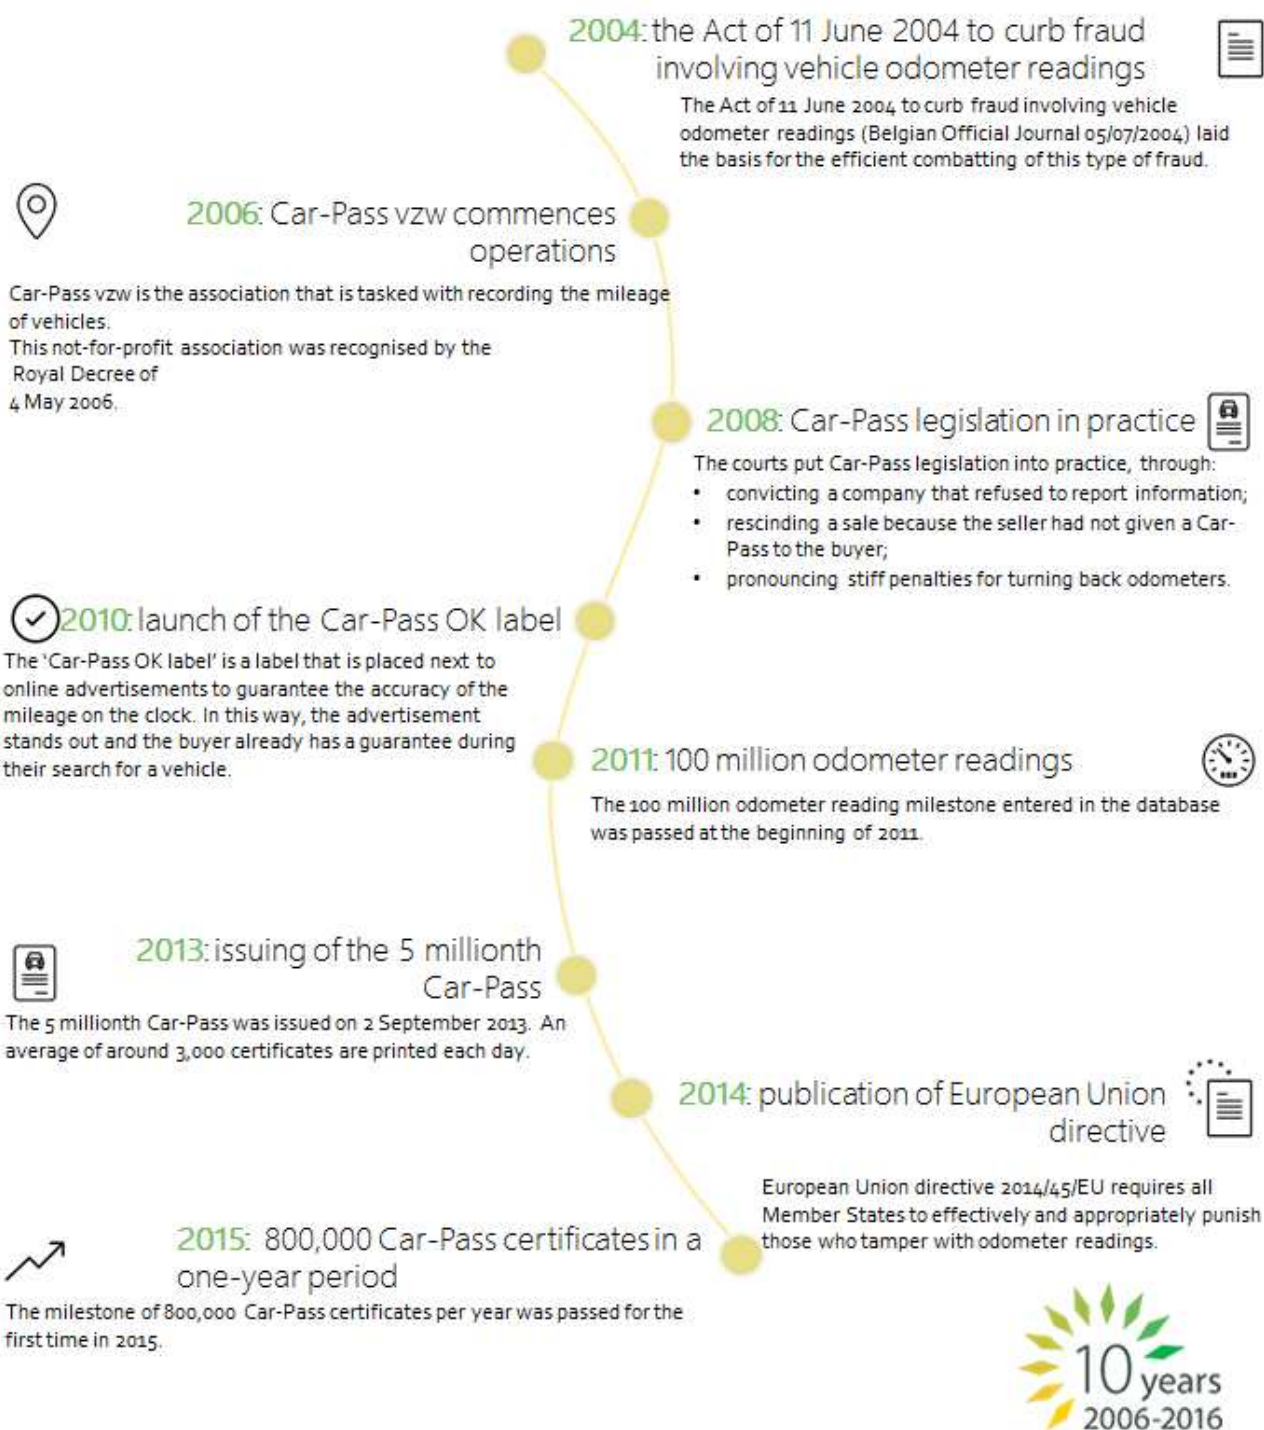 2004: the Act of 11 June 2004 to curb fraud
involving vehicle odometer readings
The Act of 11 June 2004 to curb fraud involving vehicle
odometer readings (Belgian Official Journal 05/07/2004) laid
the basis for the efficient combatting of this type of fraud.
2006: Car-Pass vzw commences
operations
Car-Pass vzw is the association that is tasked with recording the mileage
of vehicles.
This not-for-profit association was recognised by the
Royal Decree of
4 May 2006.
2008: Car-Pass legislation in practice
The courts put Car-Pass legislation into practice, through:
• convicting a company that refused to report information;
• rescinding a sale because the seller had not given a Car-
Pass to the buyer;
• pronouncing stiff penalties for turning back odometers.
2010: launch of the Car-Pass OK label
The 'Car-Pass OK label' is a label that is placed next to
online advertisements to guarantee the accuracy of the
mileage on the clock. In this way, the advertisement
stands out and the buyer already has a guarantee during
their search for a vehicle.
2011: 100 million odometer readings
The 100 million odometer reading milestone entered in the database
was passed at the beginning of 2011.
2013: issuing of the 5 millionth
Car-Pass
The 5 millionth Car-Pass was issued on 2 September 2013. An
average of around 3,000 certificates are printed each day.
2014: publication of European Union
directive
European Union directive 2014/45/EU requires all
Member States to effectively and appropriately punish
those who tamper with odometer readings.
2015: 800,000 Car-Pass certificates in a
one-year period
The milestone of 800,000 Car-Pass certificates per year was passed for the
first time in 2015.
10 years
2006-2016